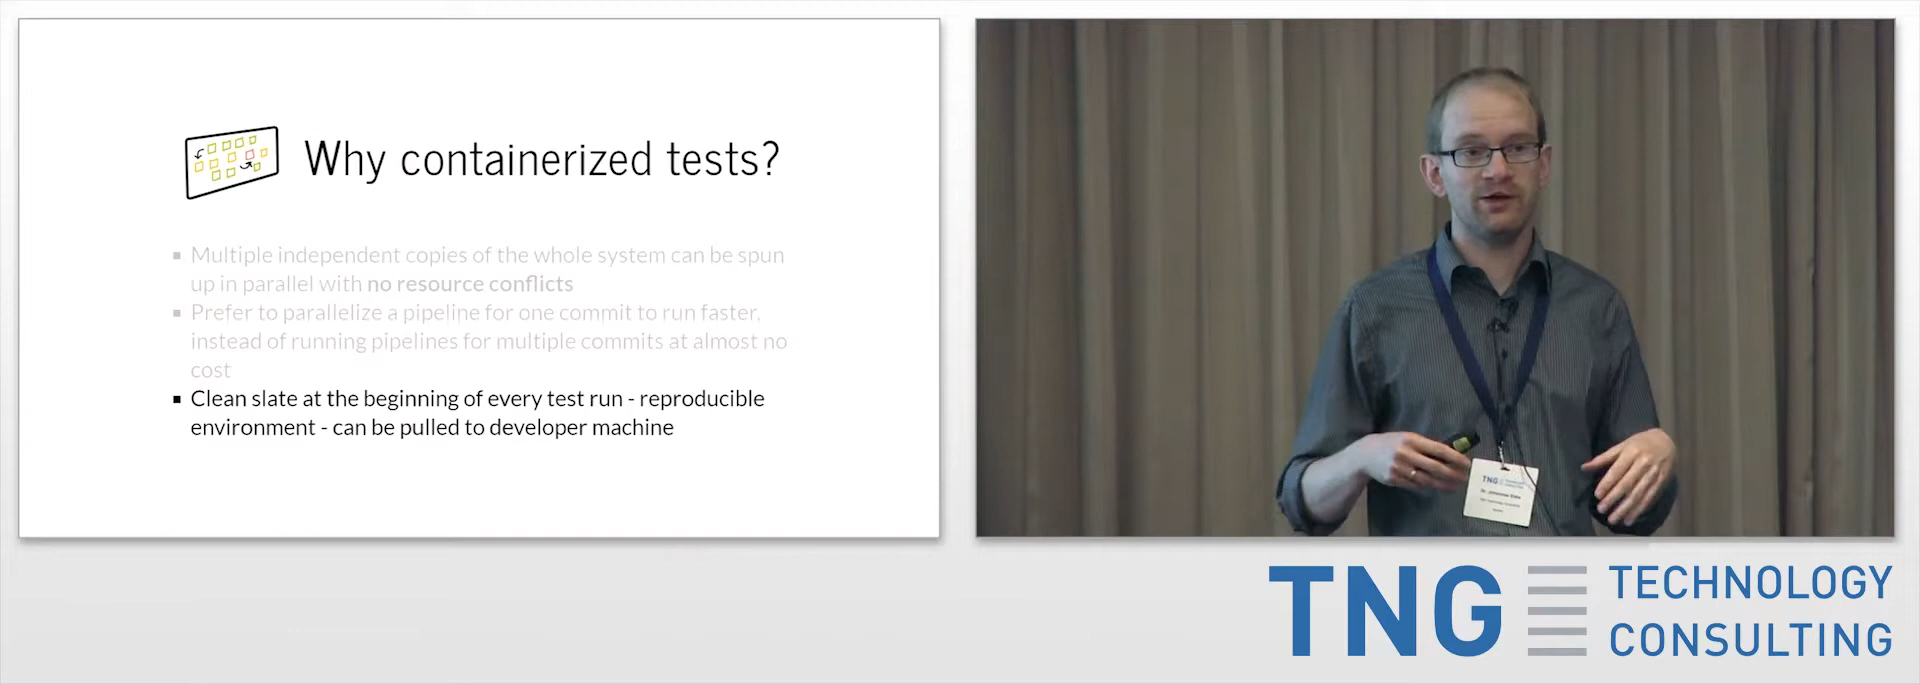 Why containerized tests?
▪ Multiple independent copies of the whole system can be spun
up in parallel with no resource conflicts
▪ Prefer to parallelize a pipeline for one commit to run faster,
instead of running pipelines for multiple commits at almost no
cost
▪ Clean slate at the beginning of every test run - reproducible
environment - can be pulled to developer machine
TNG
TNG TECHNOLOGY
CONSULTING